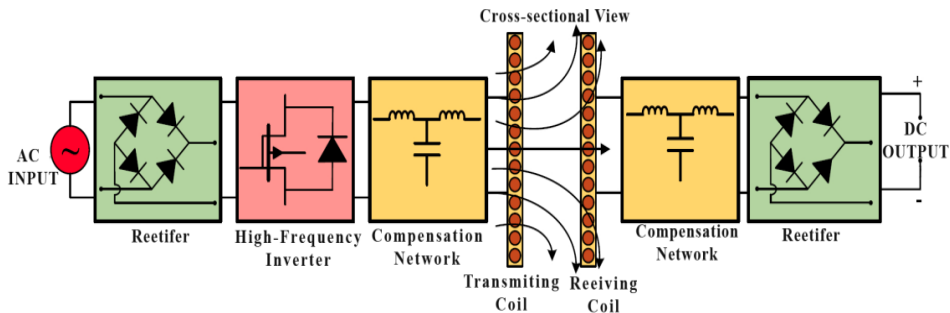 Cross-sectional View
AC
INPUT
~
+
DC
OUTPUT
-
Reetifer
High-Frequency
Inverter
Compensation
Network
Transmiting
Coil
Reeiving
Coil
Compensation
Network
Reetifer